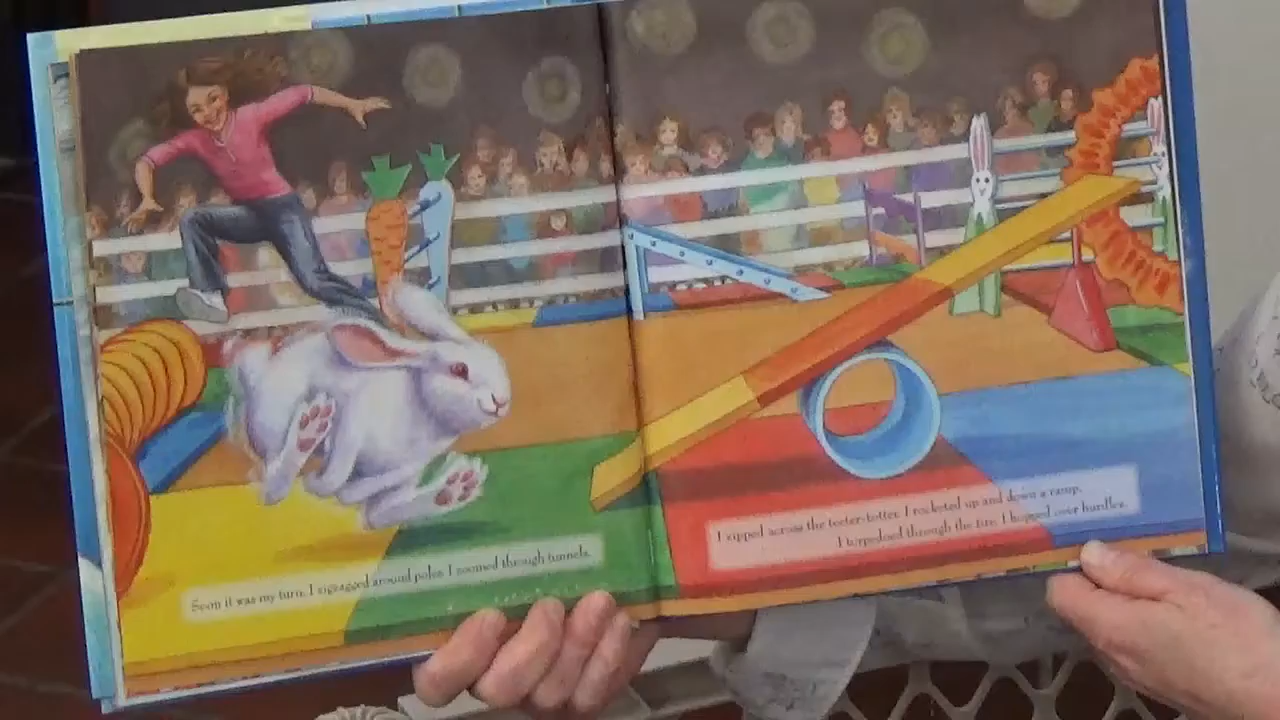 Soon it was my turn. I zigzagged around poles. I zoomed through tunnels.
I zipped across the teeter-totter. I rocketed up and down a ramp.
I torpedoed through the tire. I hopped over hurdles.